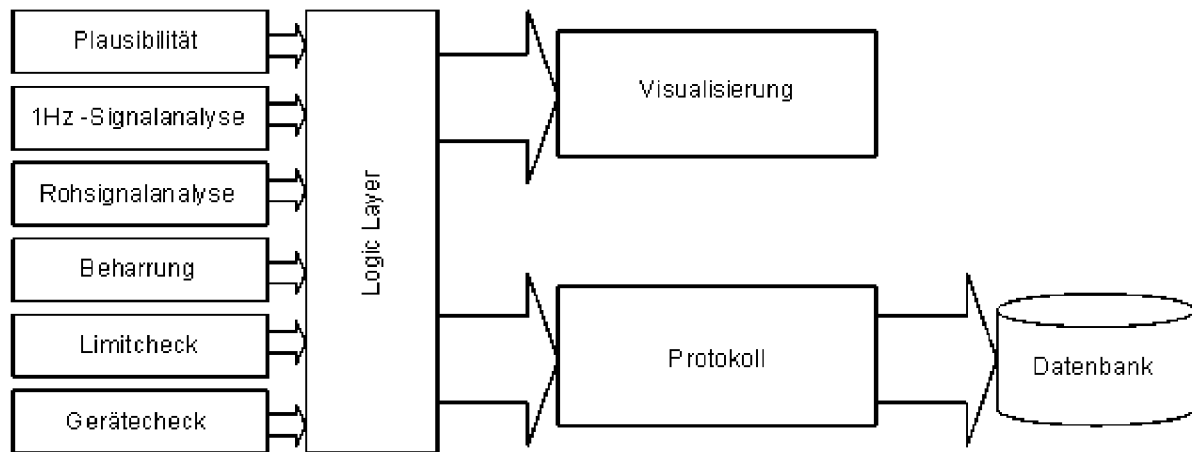 Plausibilität
1Hz -Signalanalyse
Rohsignalanalyse
Beharrung
Limitcheck
Gerätecheck
Logic Layer
Visualisierung
Protokoll
Datenbank